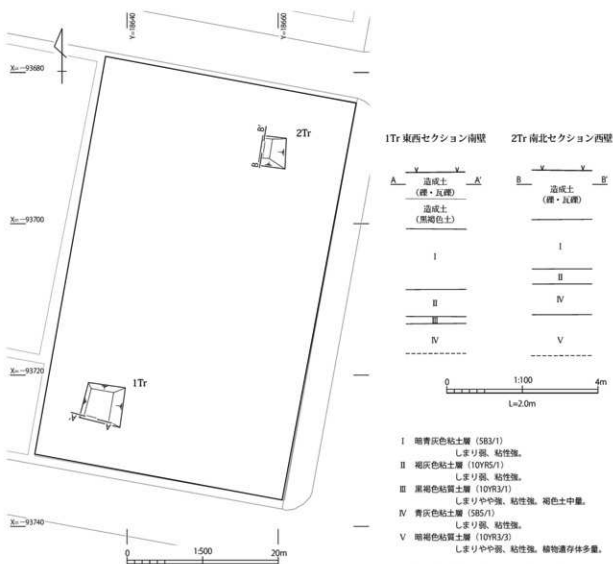 Y=18640
Y=18660
X=-93680
X=-93700
X=-93720
X=-93740
2Tr
B'
B
1Tr
A'
A
0
1:500
20m
1Tr 東西セクション南壁
A
A'
造成土
(礫・瓦礫)
造成土
(黒褐色土)
I
II
III
IV
2Tr 南北セクション西壁
B
B'
造成土
(礫・瓦礫)
I
II
IV
V
0
1:100
4m
L=2.0m
I 暗青灰色粘土層(5B3/1)
しまり弱、粘性強。
II 褐灰色粘土層(10YR5/1)
しまり弱、粘性強。
III 黒褐色粘質土層(10YR3/1)
しまりやや強、粘性強。褐色土中量。
IV 青灰色粘土層(5B5/1)
しまり弱、粘性強。
V 暗褐色粘質土層(10YR3/3)
しまりやや弱、粘性強。植物遺存体多量。